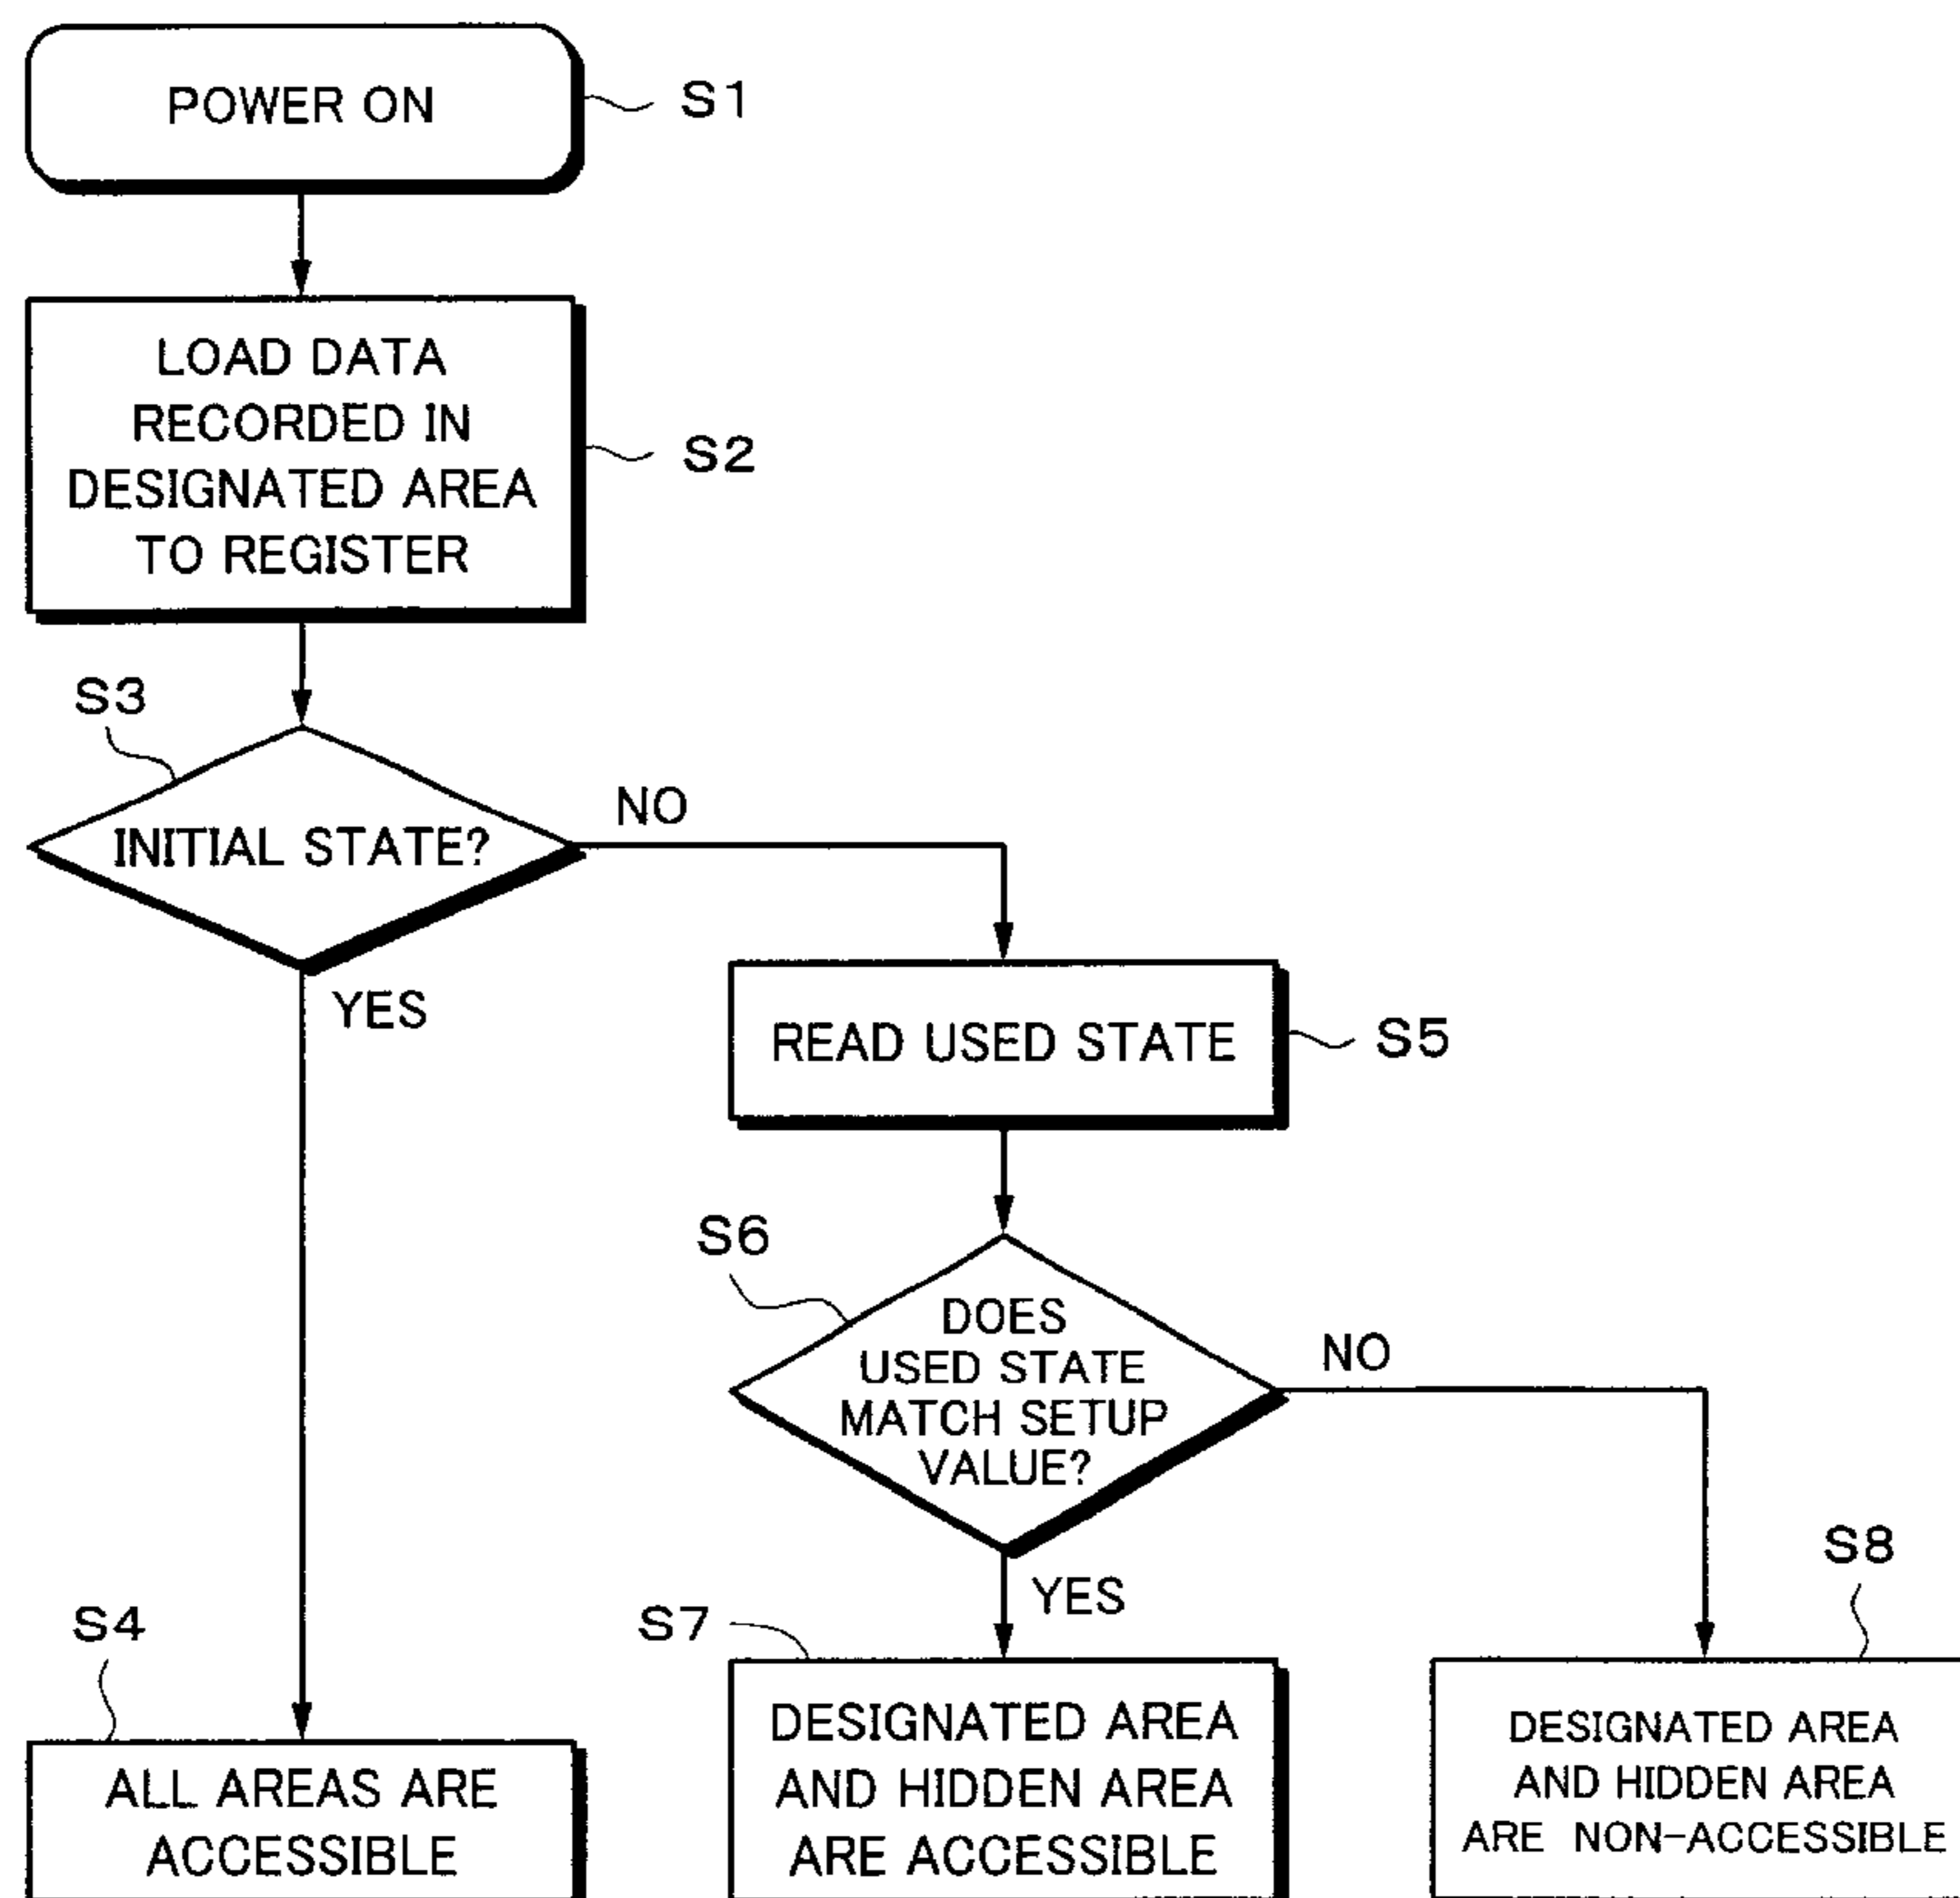 POWER ON
S1
LOAD DATA
RECORDED IN
DESIGNATED AREA
TO REGISTER
S2
S3
INITIAL STATE?
NO
YES
READ USED STATE
S5
S6
DOES
USED STATE
MATCH SETUP
VALUE?
NO
YES
S4
ALL AREAS ARE
ACCESSIBLE
S7
DESIGNATED AREA
AND HIDDEN AREA
ARE ACCESSIBLE
S8
DESIGNATED AREA
AND HIDDEN AREA
ARE NON-ACCESSIBLE